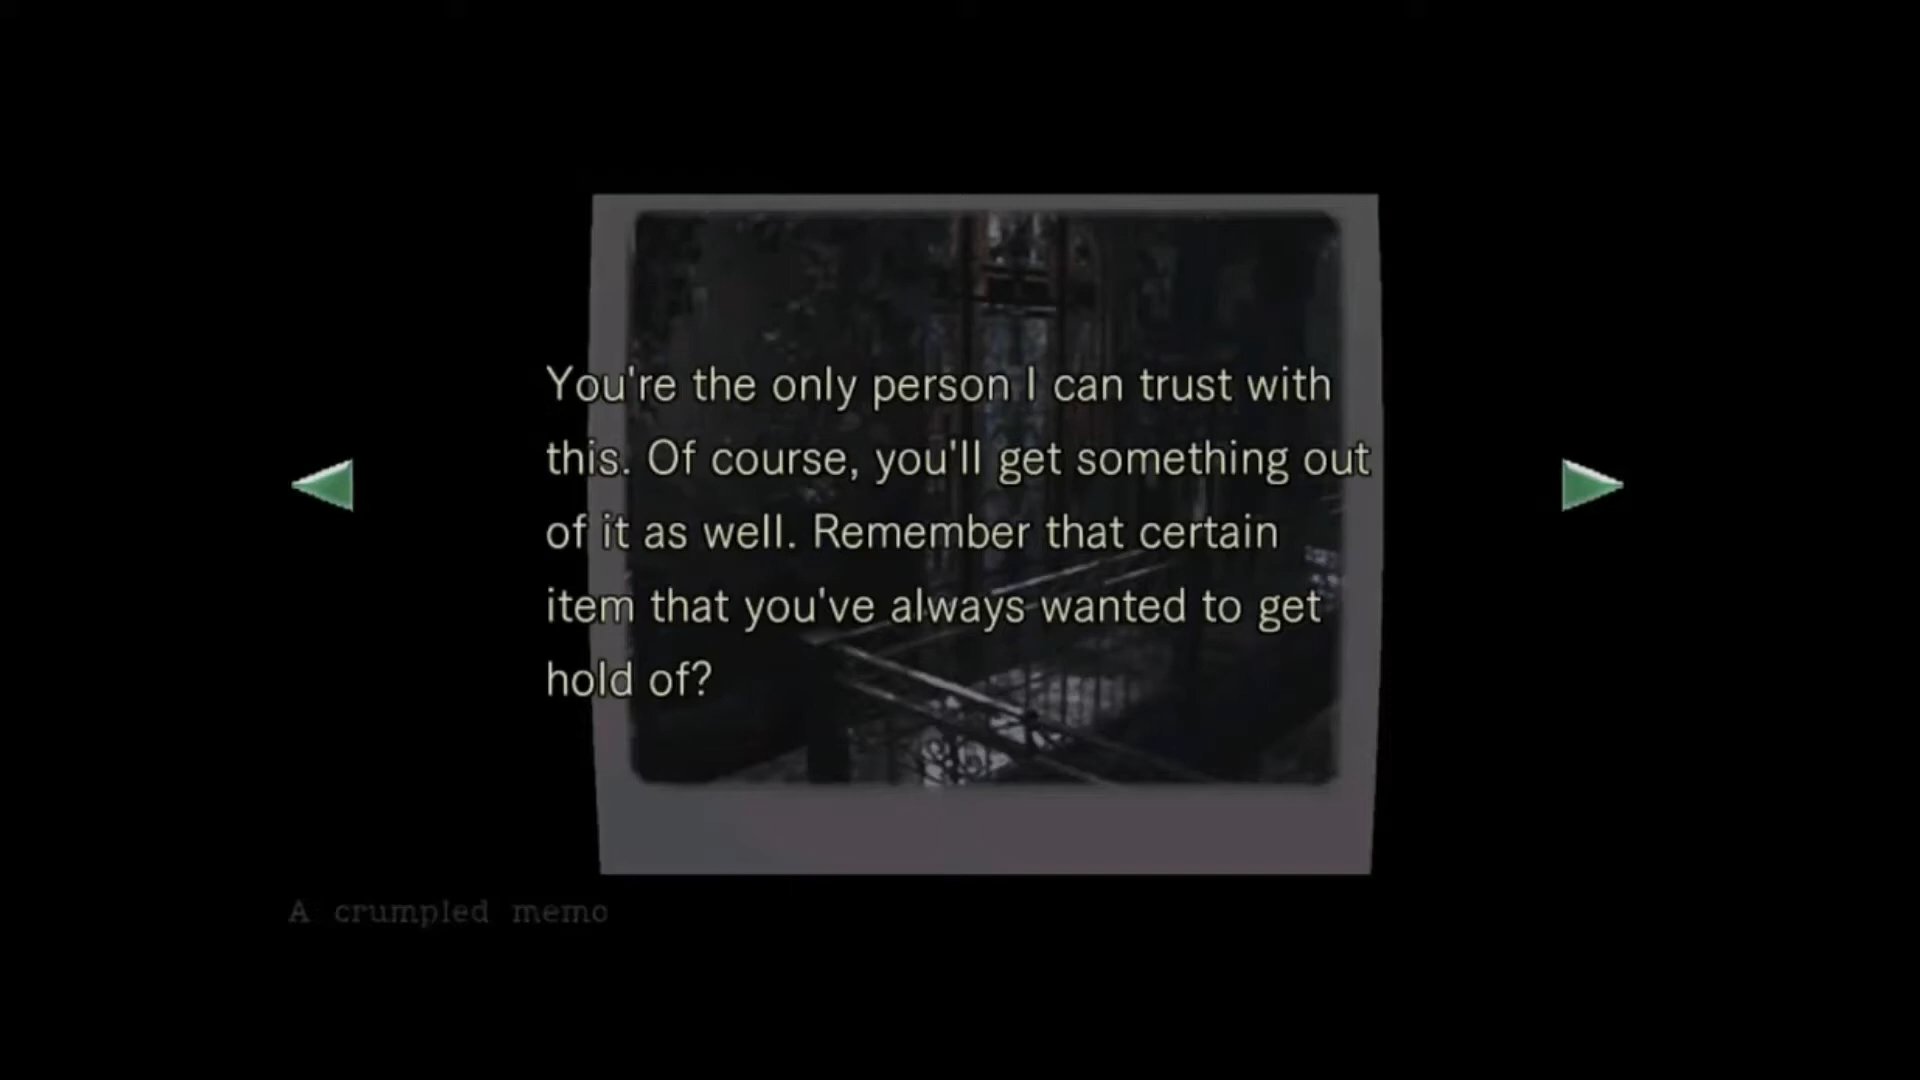 You're the only person I can trust with
this. Of course, you'll get something out
of it as well. Remember that certain
item that you've always wanted to get
hold of?
A crumpled memo